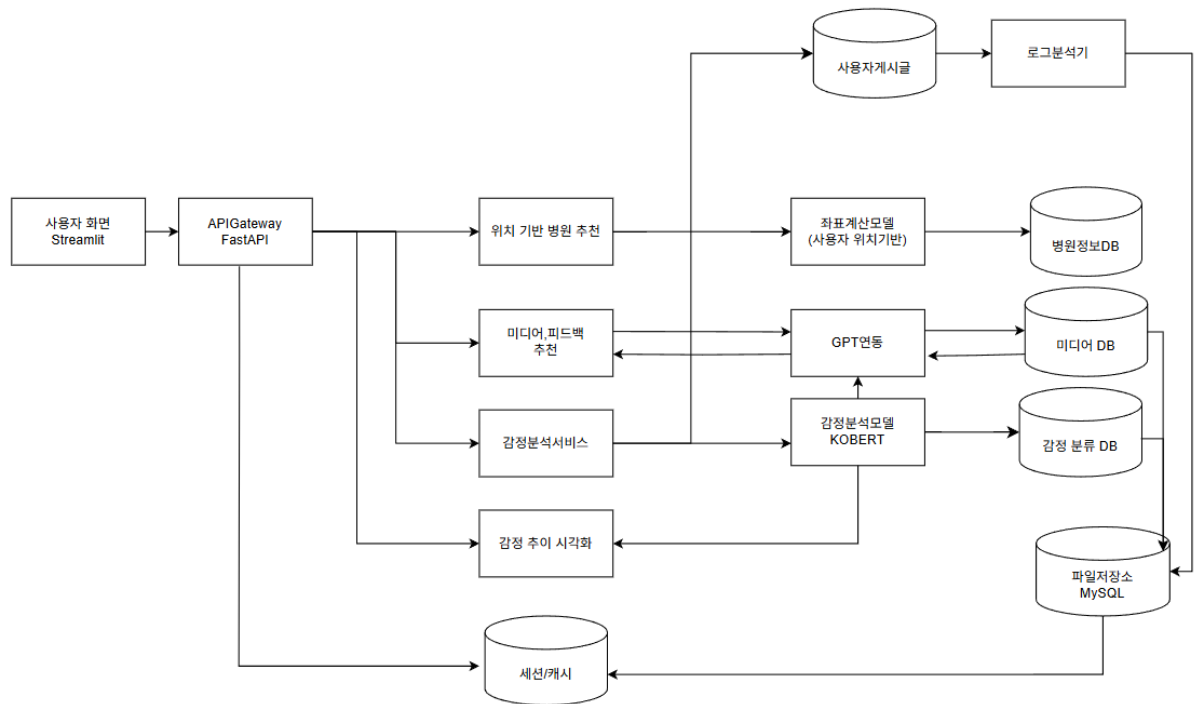 사용자게시글
로그분석기
사용자 화면
Streamlit
APIGateway
FastAPI
위치 기반 병원 추천
좌표계산모델
(사용자 위치기반)
병원정보DB
미디어,피드백
추천
GPT연동
미디어 DB
감정분석서비스
감정분석모델
KOBERT
감정 분류 DB
감정 추이 시각화
파일저장소
MySQL
세션/캐시